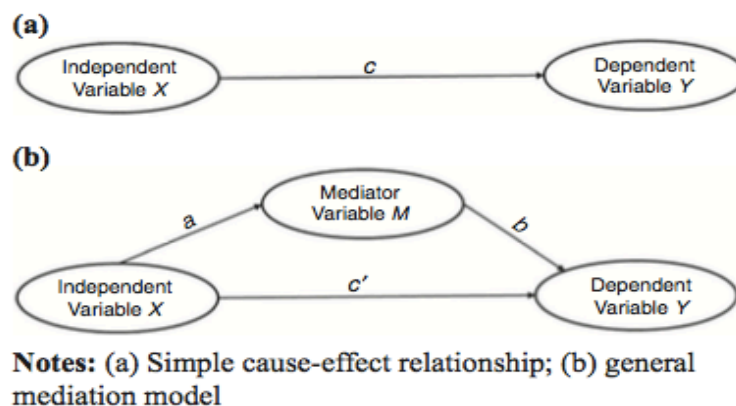 (a)
Independent
Variable X
c
Dependent
Variable Y
(b)
Mediator
Variable M
a
b
Independent
Variable X
c′
Dependent
Variable Y
Notes: (a) Simple cause-effect relationship; (b) general
mediation model